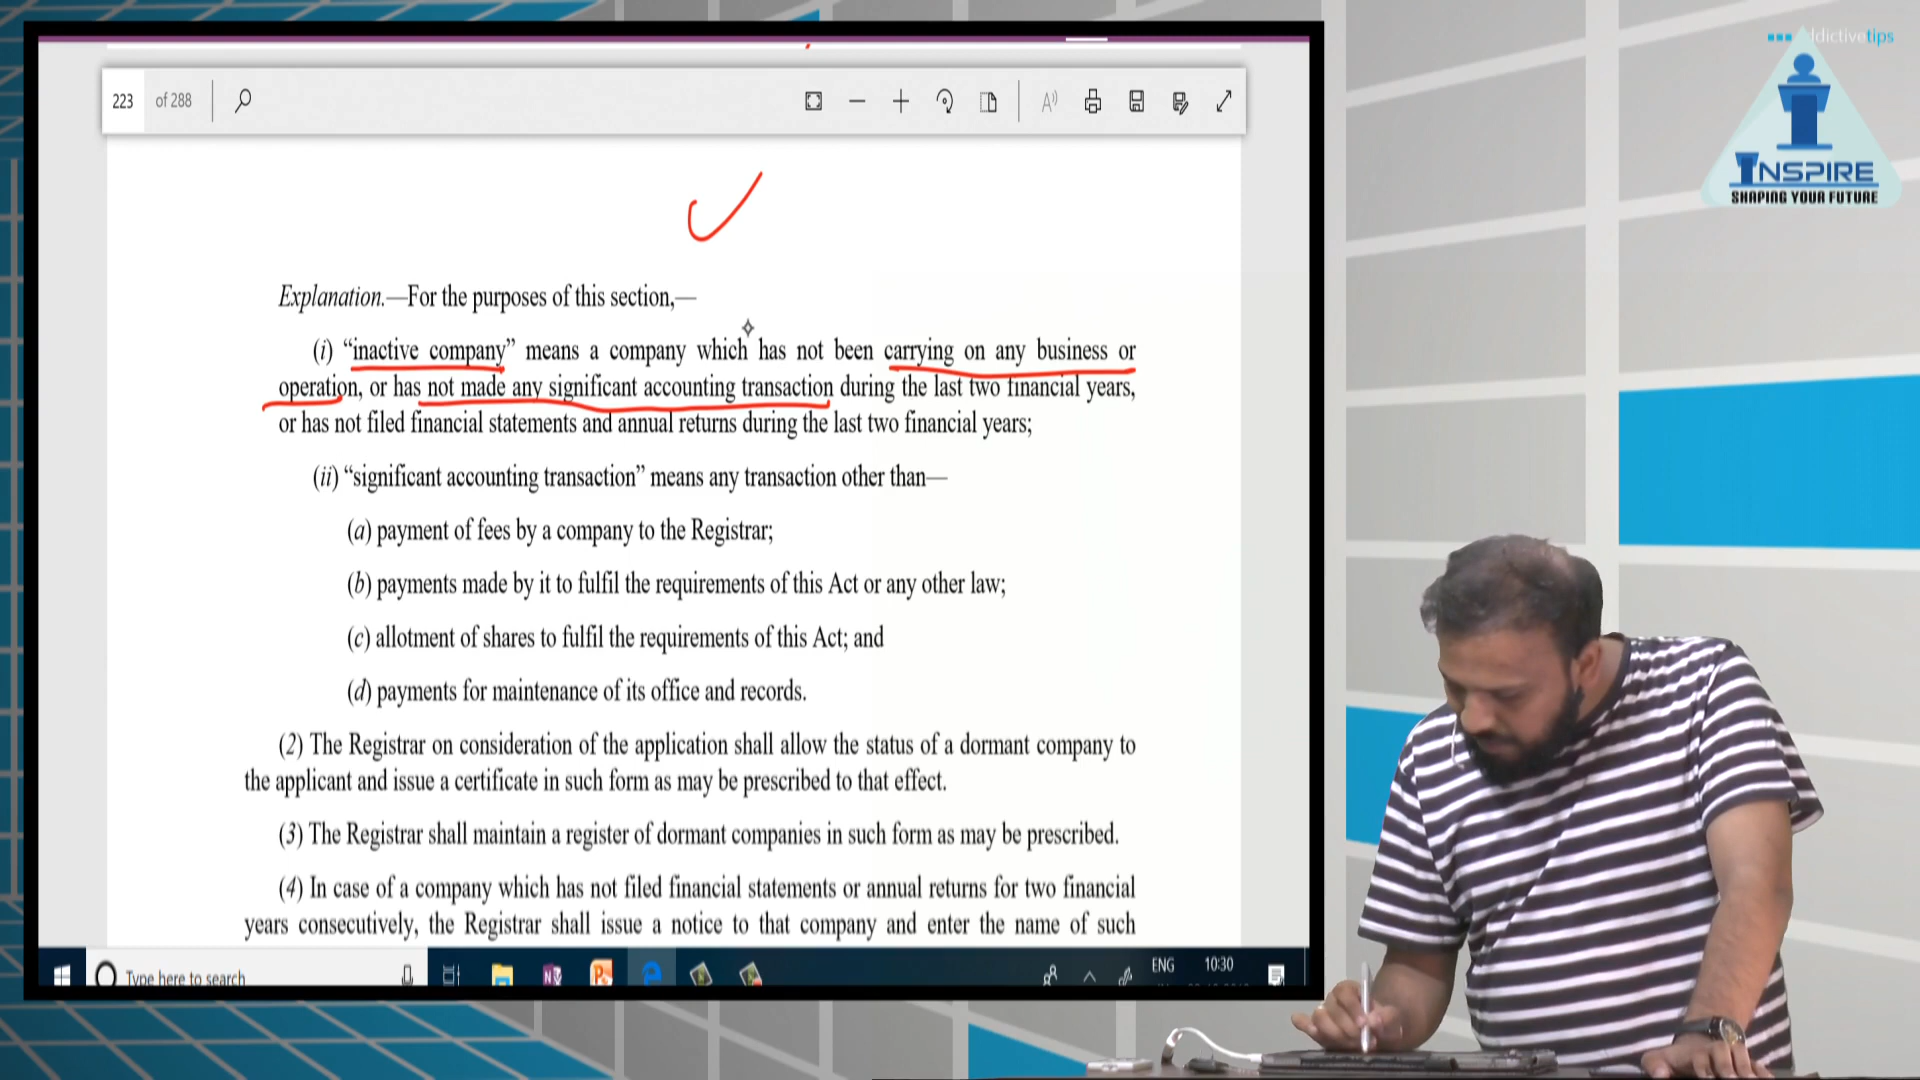 dictivetips
INSPIRE
SHAPING YOUR FUTURE
223 of 288
Explanation.—For the purposes of this section,—
(i) “inactive company” means a company which has not been carrying on any business or
operation, or has not made any significant accounting transaction during the last two financial years,
or has not filed financial statements and annual returns during the last two financial years;
(ii) “significant accounting transaction” means any transaction other than—
(a) payment of fees by a company to the Registrar;
(b) payments made by it to fulfil the requirements of this Act or any other law;
(c) allotment of shares to fulfil the requirements of this Act; and
(d) payments for maintenance of its office and records.
(2) The Registrar on consideration of the application shall allow the status of a dormant company to
the applicant and issue a certificate in such form as may be prescribed to that effect.
(3) The Registrar shall maintain a register of dormant companies in such form as may be prescribed.
(4) In case of a company which has not filed financial statements or annual returns for two financial
years consecutively, the Registrar shall issue a notice to that company and enter the name of such
Type here to search
ENG
10:30